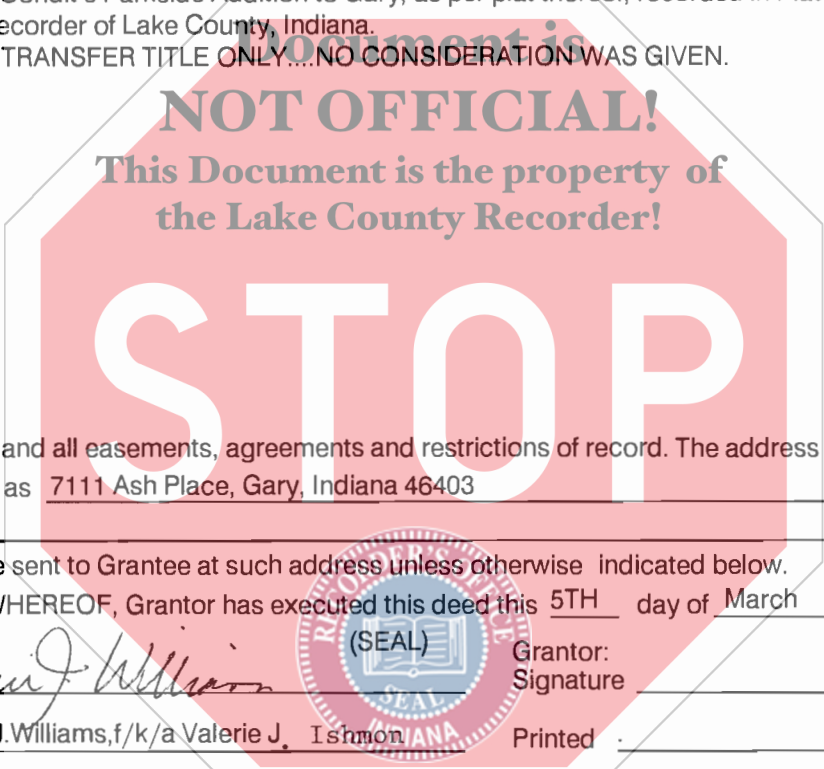 Document is
ecorder of Lake County, Indiana.
TRANSFER TITLE ONLY....NO CONSIDERATION WAS GIVEN.
NOT OFFICIAL!
This Document is the property of
the Lake County Recorder!
STOP
and all easements, agreements and restrictions of record. The address
as 7111 Ash Place, Gary, Indiana 46403
e sent to Grantee at such address unless otherwise indicated below.
WHEREOF, Grantor has executed this deed this 5TH day of March
(SEAL) Grantor:
J. Williams Signature
J.Williams,f/k/a Valerie J. Ishmon Printed
RECORDER'S OFFICE
SEAL
INDIANA